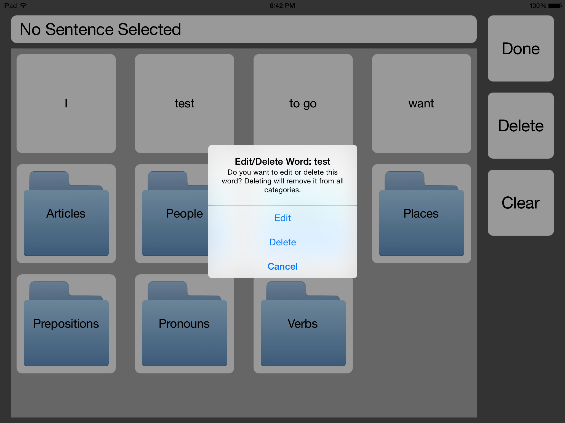 iPad
6:42 PM
100%
No Sentence Selected
Done
I
test
to go
want
Delete
Edit/Delete Word: test
Do you want to edit or delete this
word? Deleting will remove it from all
categories.
Edit
Delete
Cancel
Articles
People
Places
Clear
Prepositions
Pronouns
Verbs